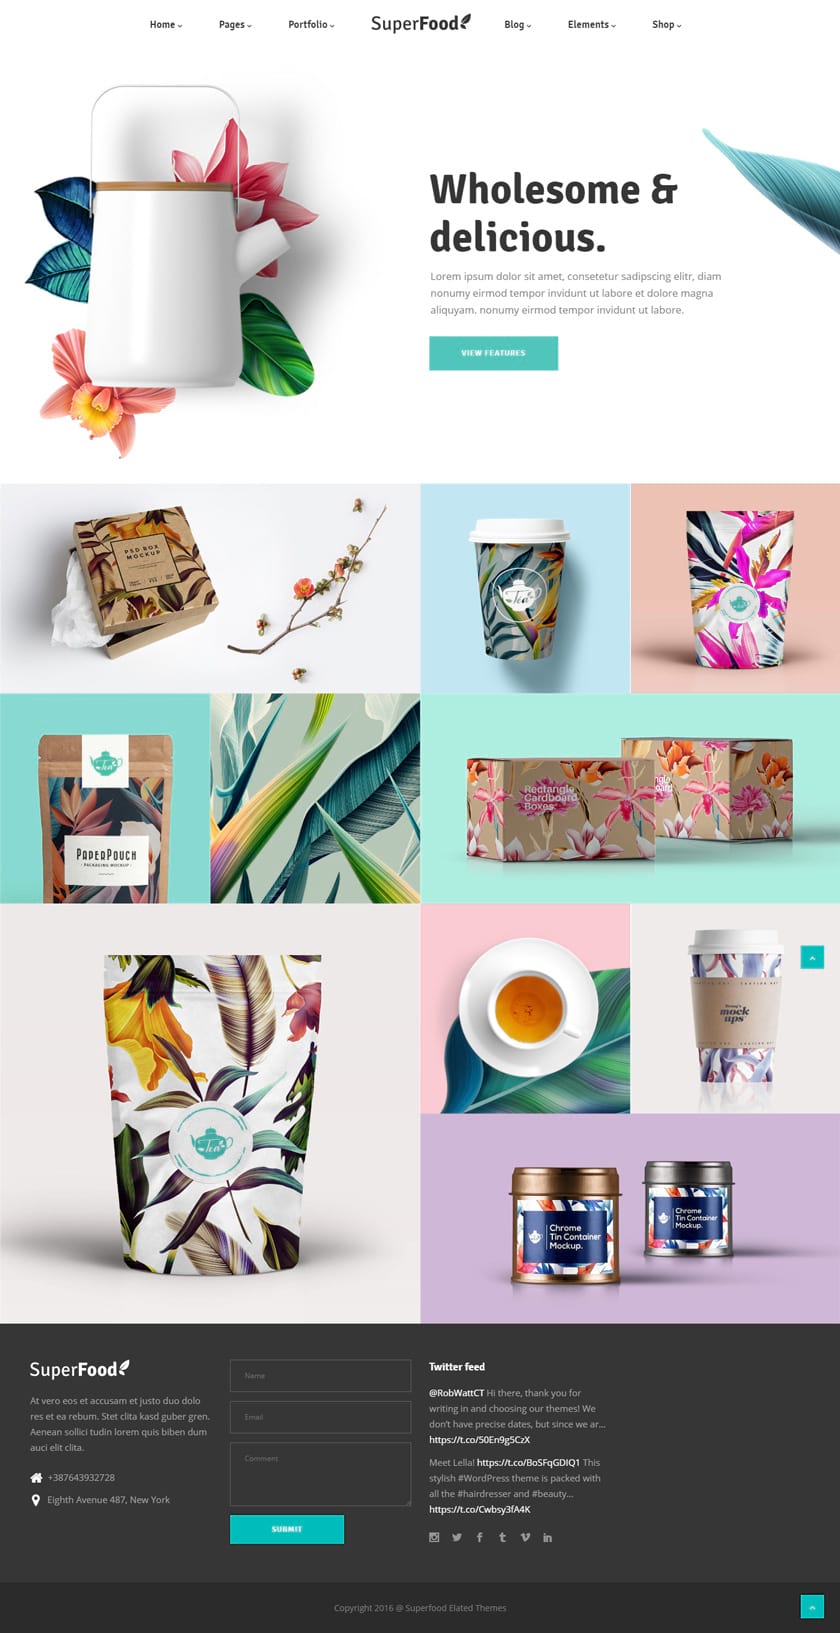 Home
Pages
Portfolio
SuperFood
Blog
Elements
Shop
Wholesome &
delicious.
Lorem ipsum dolor sit amet, consetetur sadipscing elitr, diam
nonumy eirmod tempor invidunt ut labore et dolore magna
aliquyam. nonumy eirmod tempor invidunt ut labore.
VIEW FEATURES
PSD BOX
MOCKUP
Tea
Tea
Tea
PAPERPOUCH
PACKAGING MOCKUP
Rectangle
Cardboard
Boxes.
Tea
mock
ups
Chrome
Tin Container
Mockup.
Chrome
Tin Container
Mockup.
SuperFood
At vero eos et accusam et justo duo dolo
res et ea rebum. Stet clita kasd guber gren.
Aenean sollici tudin lorem quis biben dum
auci elit clita.
+387643932728
Eighth Avenue 487, New York
Name
Email
Comment
SUBMIT
Twitter feed
@RobWattCT Hi there, thank you for
writing in and choosing our themes! We
don't have precise dates, but since we ar...
https://t.co/50En9g5CzX
Meet Lella! https://t.co/BoSFqGDIQ1 This
stylish #WordPress theme is packed with
all the #hairdresser and #beauty...
https://t.co/Cwbsy3fA4K
Copyright 2016 @ Superfood Elated Themes